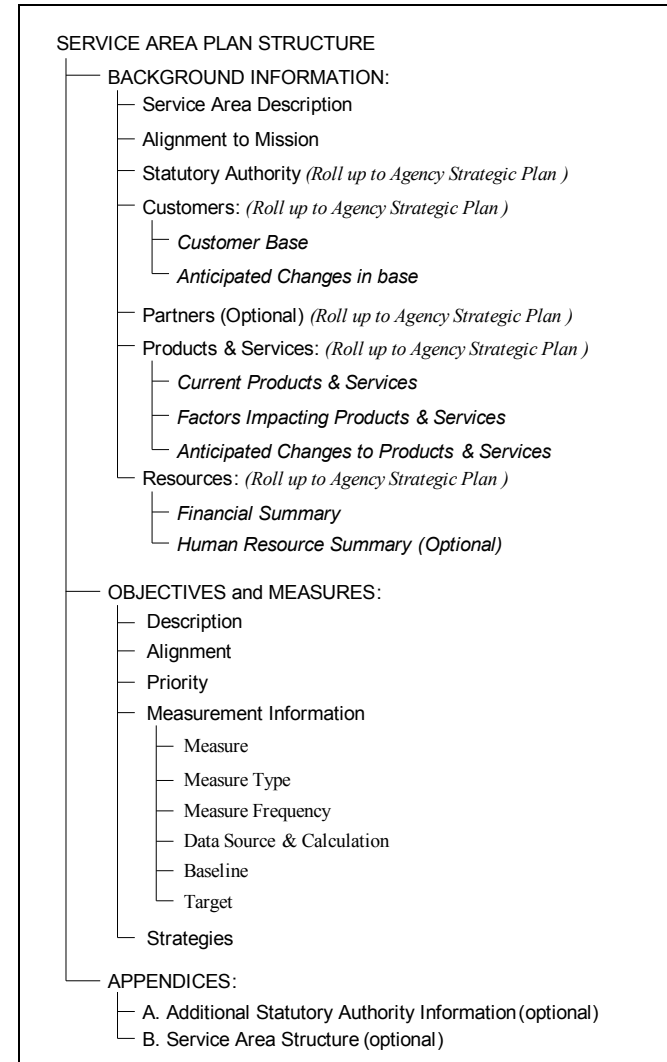 SERVICE AREA PLAN STRUCTURE
BACKGROUND INFORMATION:
Service Area Description
Alignment to Mission
Statutory Authority (Roll up to Agency Strategic Plan )
Customers: (Roll up to Agency Strategic Plan )
Customer Base
Anticipated Changes in base
Partners (Optional) (Roll up to Agency Strategic Plan )
Products & Services: (Roll up to Agency Strategic Plan )
Current Products & Services
Factors Impacting Products & Services
Anticipated Changes to Products & Services
Resources: (Roll up to Agency Strategic Plan )
Financial Summary
Human Resource Summary (Optional)
OBJECTIVES and MEASURES:
Description
Alignment
Priority
Measurement Information
Measure
Measure Type
Measure Frequency
Data Source & Calculation
Baseline
Target
Strategies
APPENDICES:
A. Additional Statutory Authority Information (optional)
B. Service Area Structure (optional)